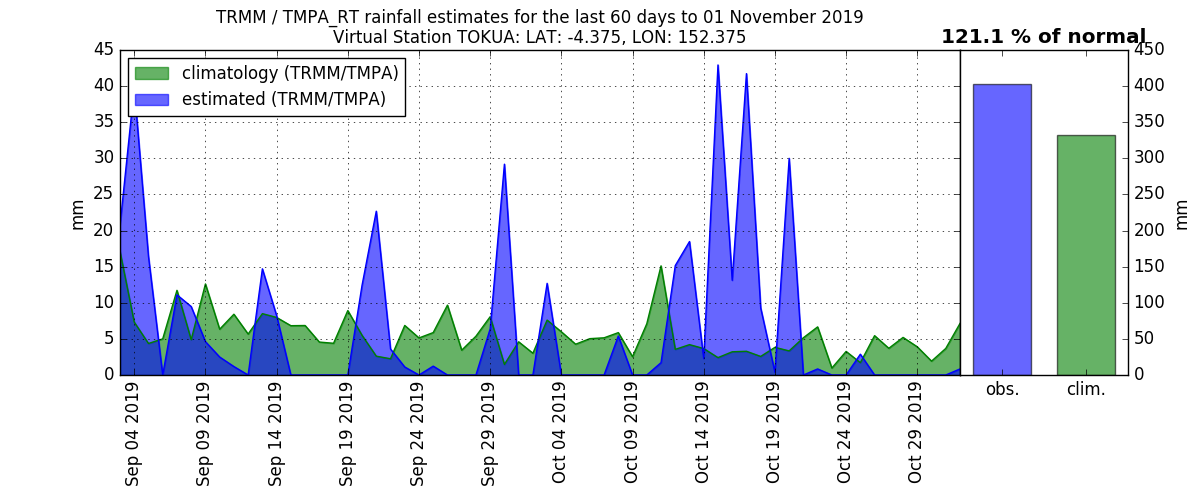 TRMM / TMPA_RT rainfall estimates for the last 60 days to 01 November 2019
Virtual Station TOKUA: LAT: -4.375, LON: 152.375
121.1 % of normal
climatology (TRMM/TMPA)
estimated (TRMM/TMPA)
45
40
35
30
25
20
15
10
5
0
mm
Sep 04 2019
Sep 09 2019
Sep 14 2019
Sep 19 2019
Sep 24 2019
Sep 29 2019
Oct 04 2019
Oct 09 2019
Oct 14 2019
Oct 19 2019
Oct 24 2019
Oct 29 2019
450
400
350
300
250
200
150
100
50
0
mm
obs.
clim.